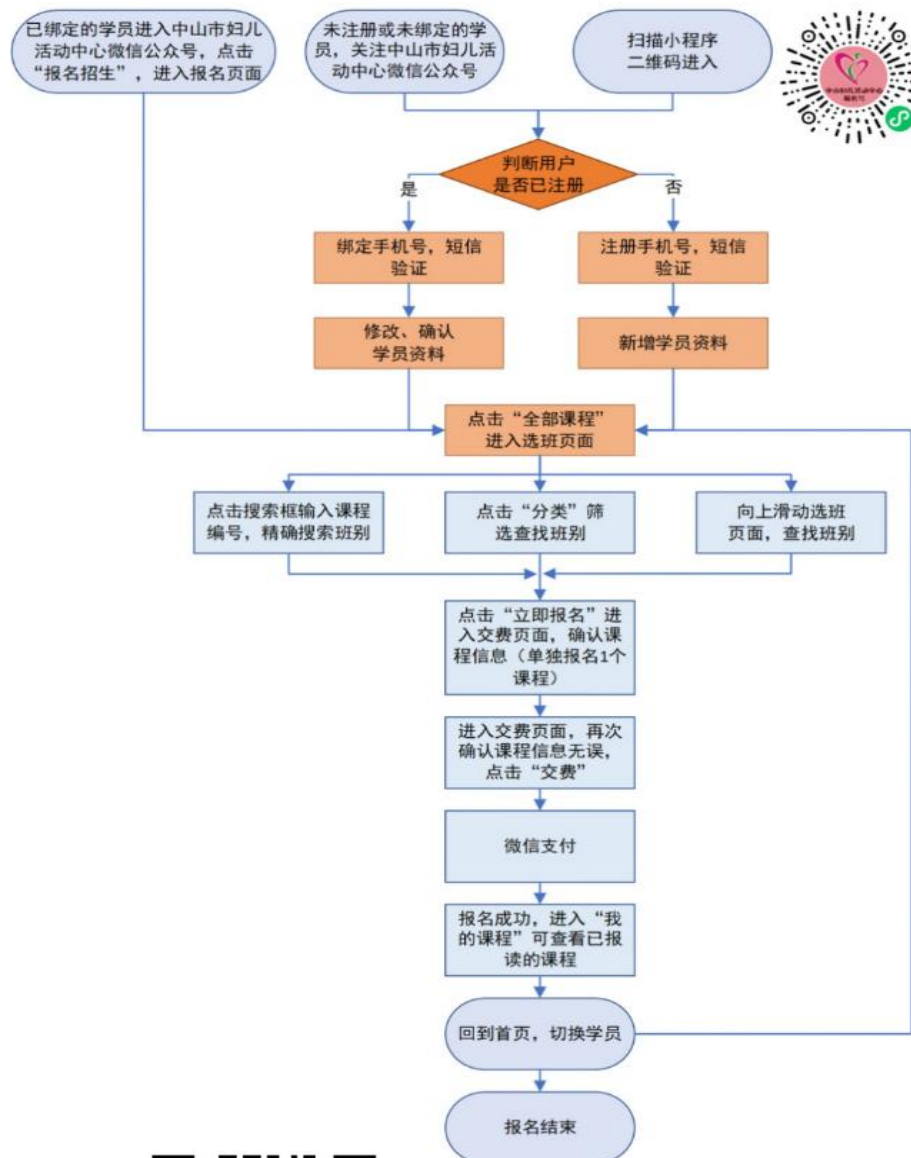 已绑定的学员进入中山市妇儿
活动中心微信公众号，点击
“报名招生”，进入报名页面
未注册或未绑定的学
员，关注中山市妇儿活
动中心微信公众号
扫描小程序
二维码进入
中山妇儿活动中心
判断用户
是否已注册
是
否
绑定手机号，短信
验证
注册手机号，短信
验证
修改、确认
学员资料
新增学员资料
点击“全部课程”
进入选班页面
点击搜索框输入课程
编号，精确搜索班别
点击“分类”筛
选查找班别
向上滑动选班
页面，查找班别
点击“立即报名”进
入交费页面，确认课
程信息（单独报名1个
课程）
进入交费页面，再次
确认课程信息无误，
点击“交费”
微信支付
报名成功，进入“我
的课程”可查看已报
读的课程
回到首页，切换学员
报名结束